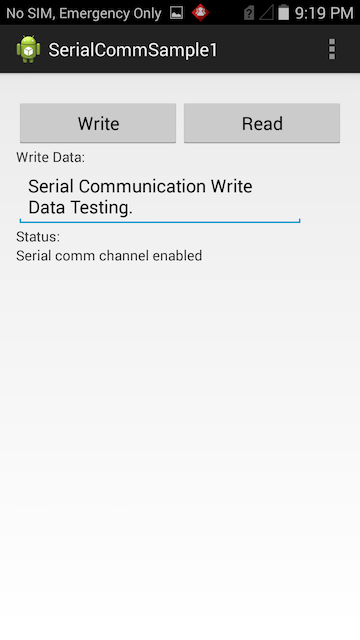 No SIM, Emergency Only 9:19 PM
SerialCommSample1
Write Read
Write Data:
Serial Communication Write
Data Testing.
Status:
Serial comm channel enabled